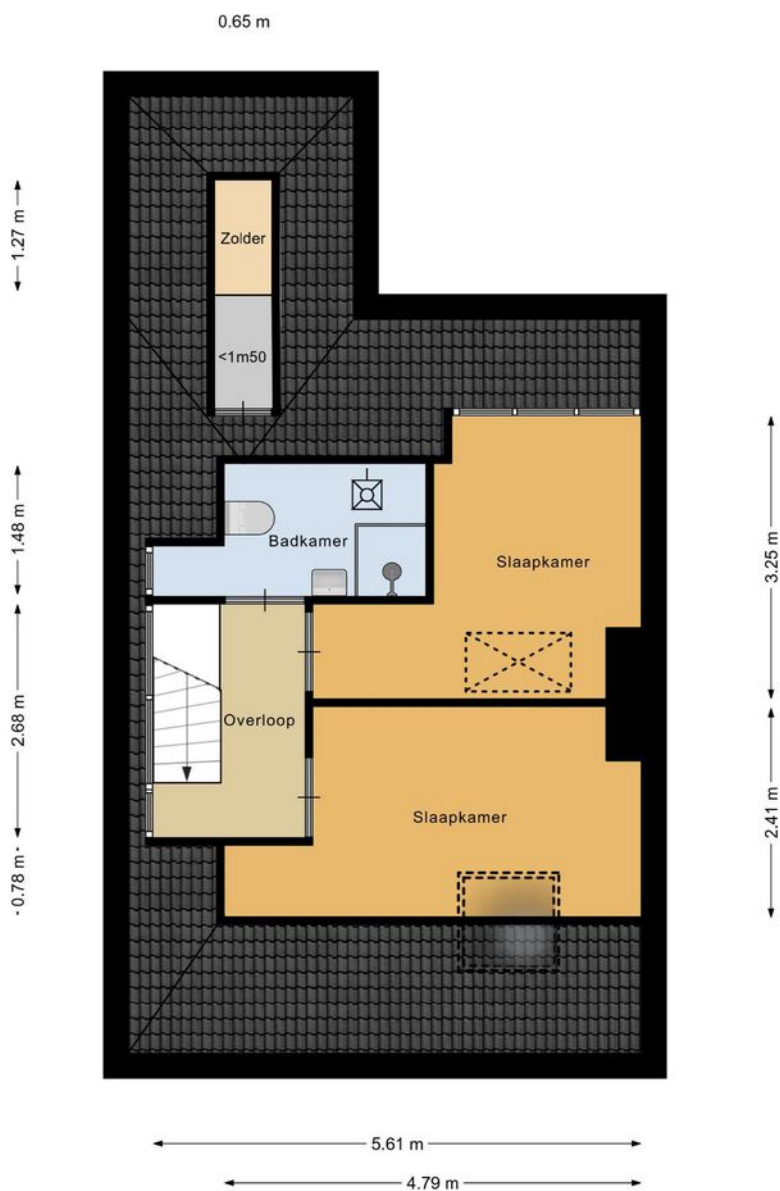 0.65 m
Zolder
1.27 m
<1m50
1.48 m
Badkamer
Slaapkamer
3.25 m
2.68 m
Overloop
Slaapkamer
2.41 m
0.78 m
5.61 m
4.79 m